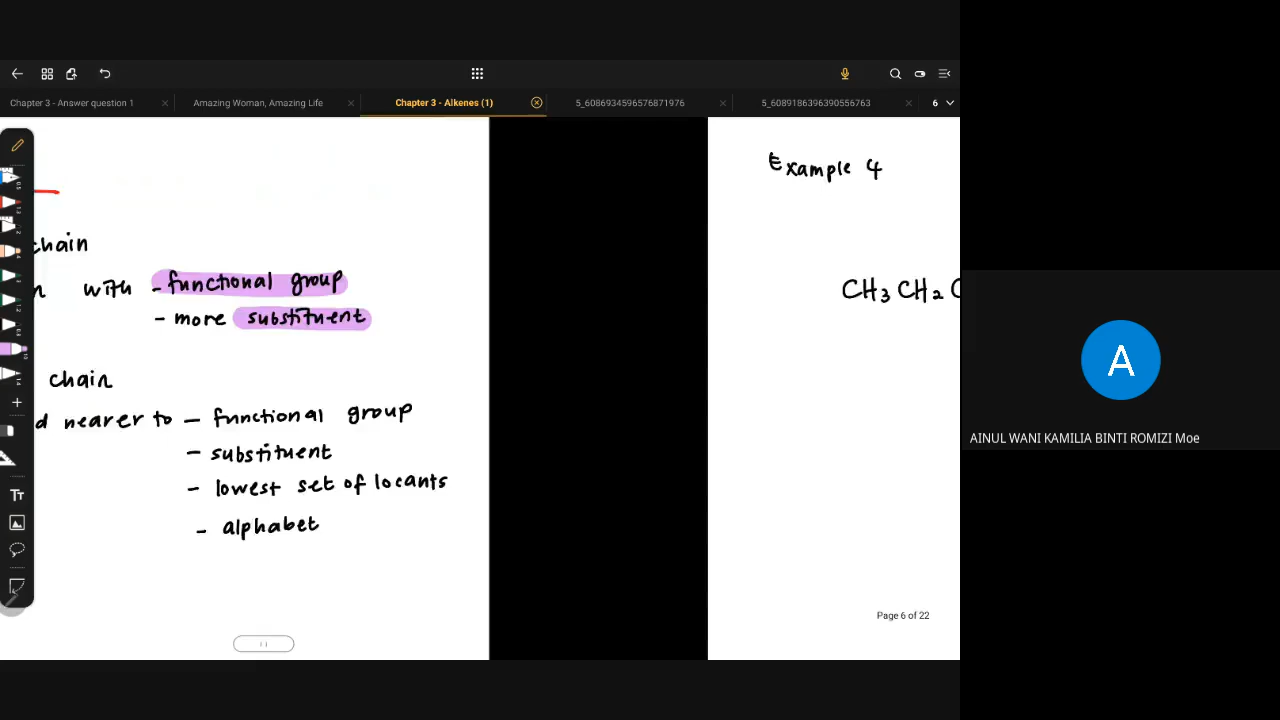 Chapter 3 - Answer question 1
Amazing Woman, Amazing Life
Chapter 3 - Alkenes (1)
5_6086934596576871976
5_6089186396390556763
6
chain
n with - functional group
- more substituent
chain
d nearer to - functional group
- substituent
- lowest set of locants
- alphabet
Tt
Example 4
CH3 CH2 C
Page 6 of 22
A
AINUL WANI KAMILIA BINTI ROMIZI Moe